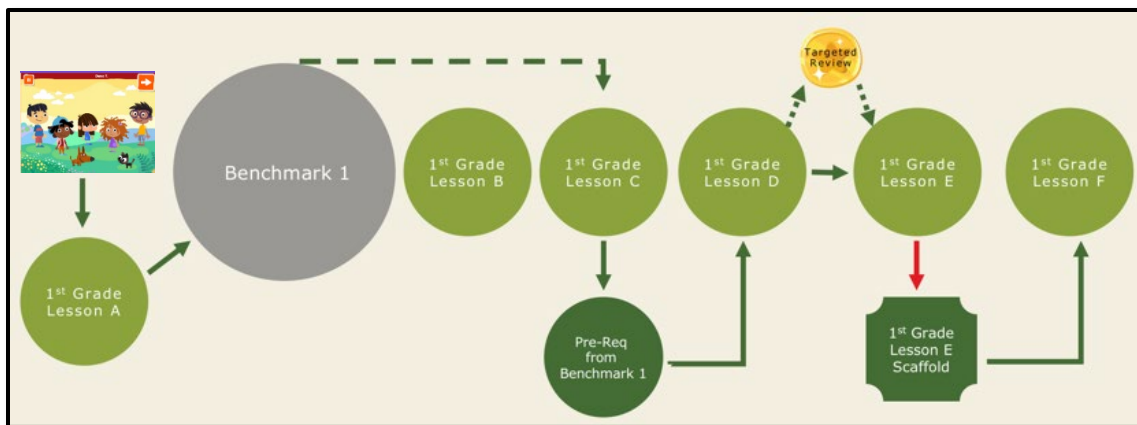 1st Grade
Lesson A
Benchmark 1
1st Grade
Lesson B
1st Grade
Lesson C
Pre-Req
from
Benchmark 1
1st Grade
Lesson D
Targeted
Review
1st Grade
Lesson E
1st Grade
Lesson E
Scaffold
1st Grade
Lesson F